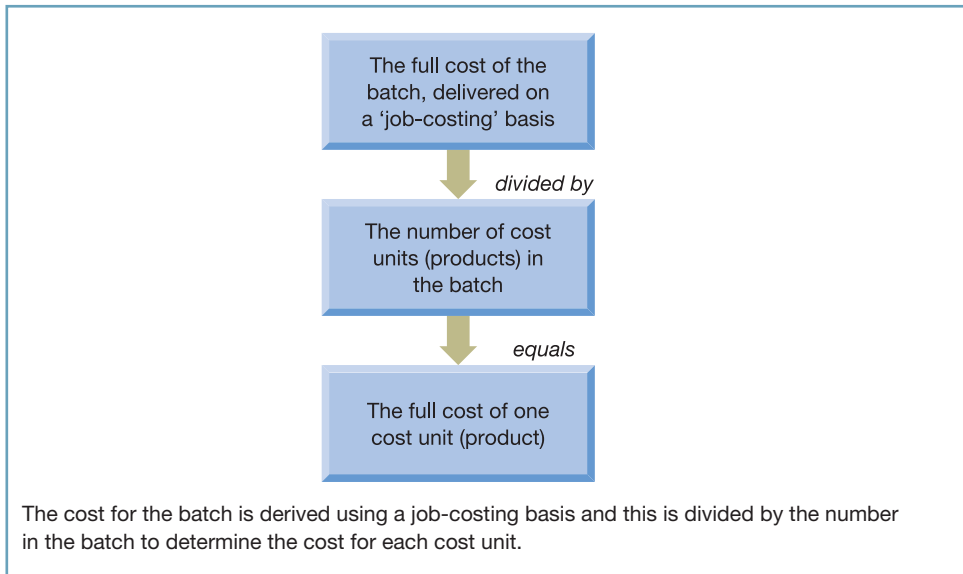 The full cost of the
batch, delivered on
a ‘job-costing’ basis
divided by
The number of cost
units (products) in
the batch
equals
The full cost of one
cost unit (product)
The cost for the batch is derived using a job-costing basis and this is divided by the number
in the batch to determine the cost for each cost unit.